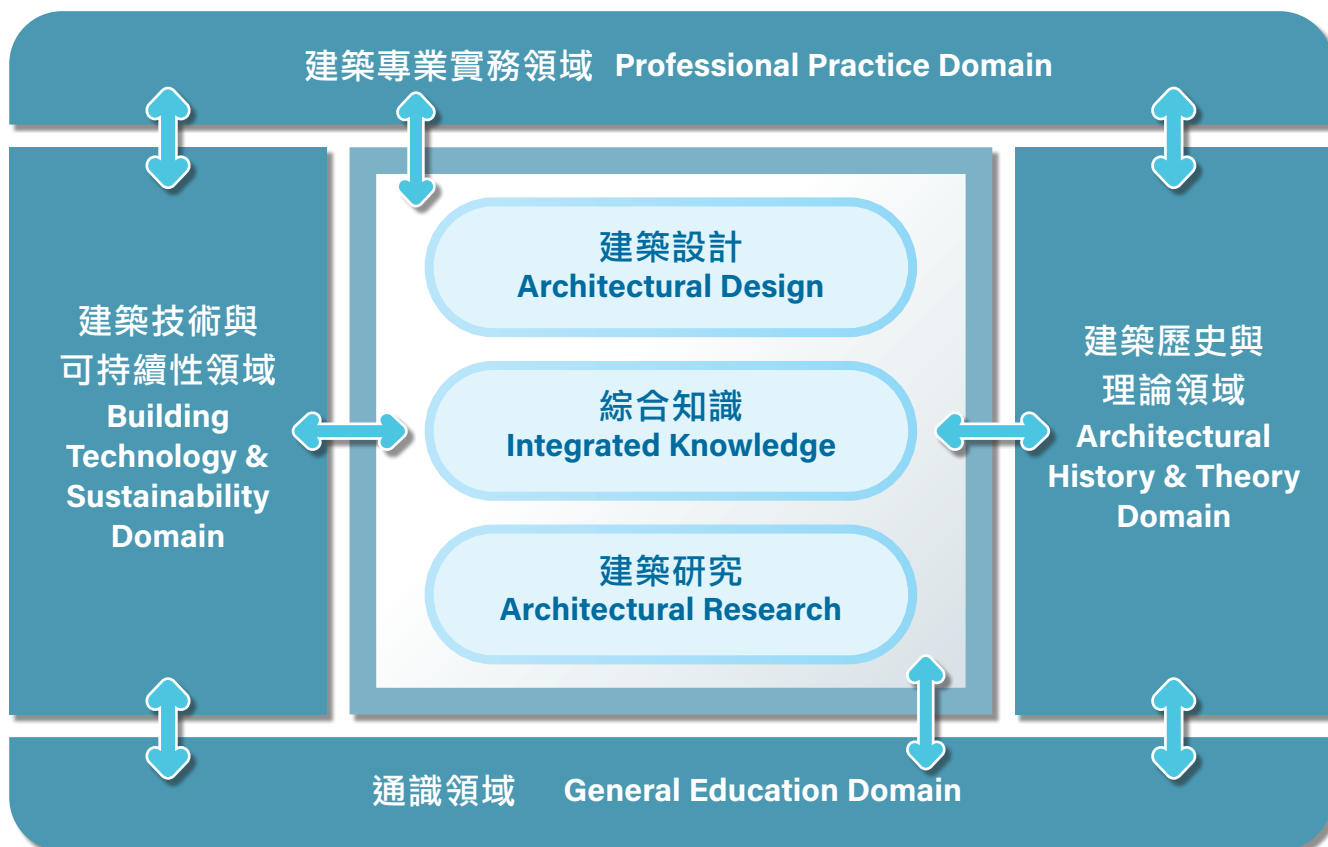 建築專業實務領域 Professional Practice Domain
建築技術與
可持續性領域
Building
Technology &
Sustainability
Domain
建築設計
Architectural Design
綜合知識
Integrated Knowledge
建築研究
Architectural Research
建築歷史與
理論領域
Architectural
History & Theory
Domain
通識領域 General Education Domain